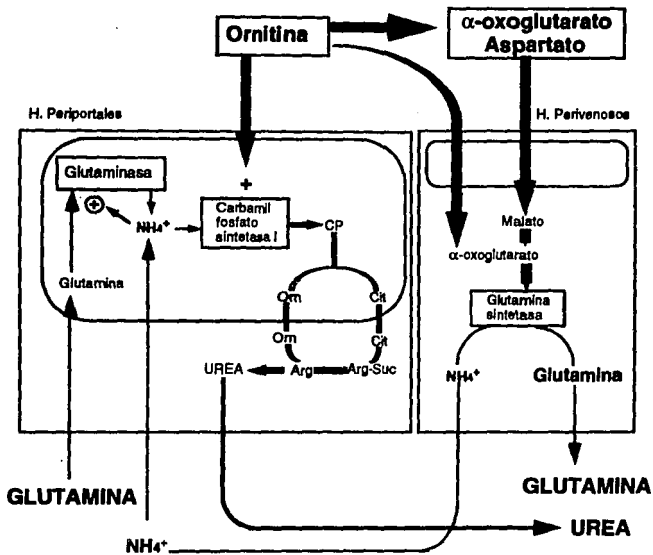 Ornitina
α-oxoglutarato
Aspartato
H. Periportales
H. Perivenosos
Glutaminasa
+
+
NH4+
Carbamil
fosfato
sintetasa I
CP
Malato
α-oxoglutarato
Glutamina
Orn
Cit
Glutamina
sintetasa
Orn
Cit
UREA
Arg
Arg-Suc
NH4+
Glutamina
GLUTAMINA
GLUTAMINA
NH4+
UREA